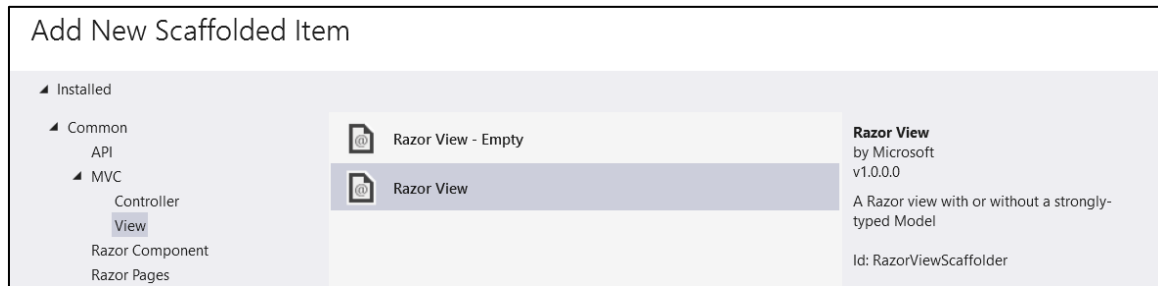 Add New Scaffolded Item
Installed
Common
API
MVC
Controller
View
Razor Component
Razor Pages
@ Razor View - Empty
@ Razor View
Razor View
by Microsoft
v1.0.0.0
A Razor view with or without a strongly-
typed Model
Id: RazorViewScaffolder